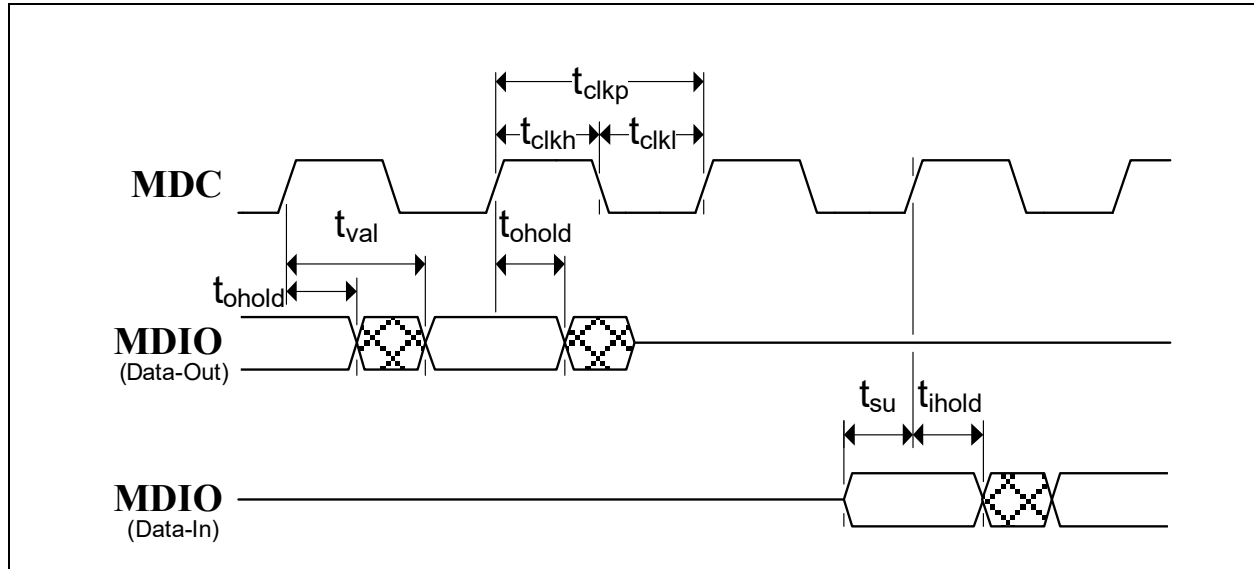 tclkp
tclkh tclkl
MDC
tval
tohold
tohold
MDIO
(Data-Out)
tsu tihold
MDIO
(Data-In)